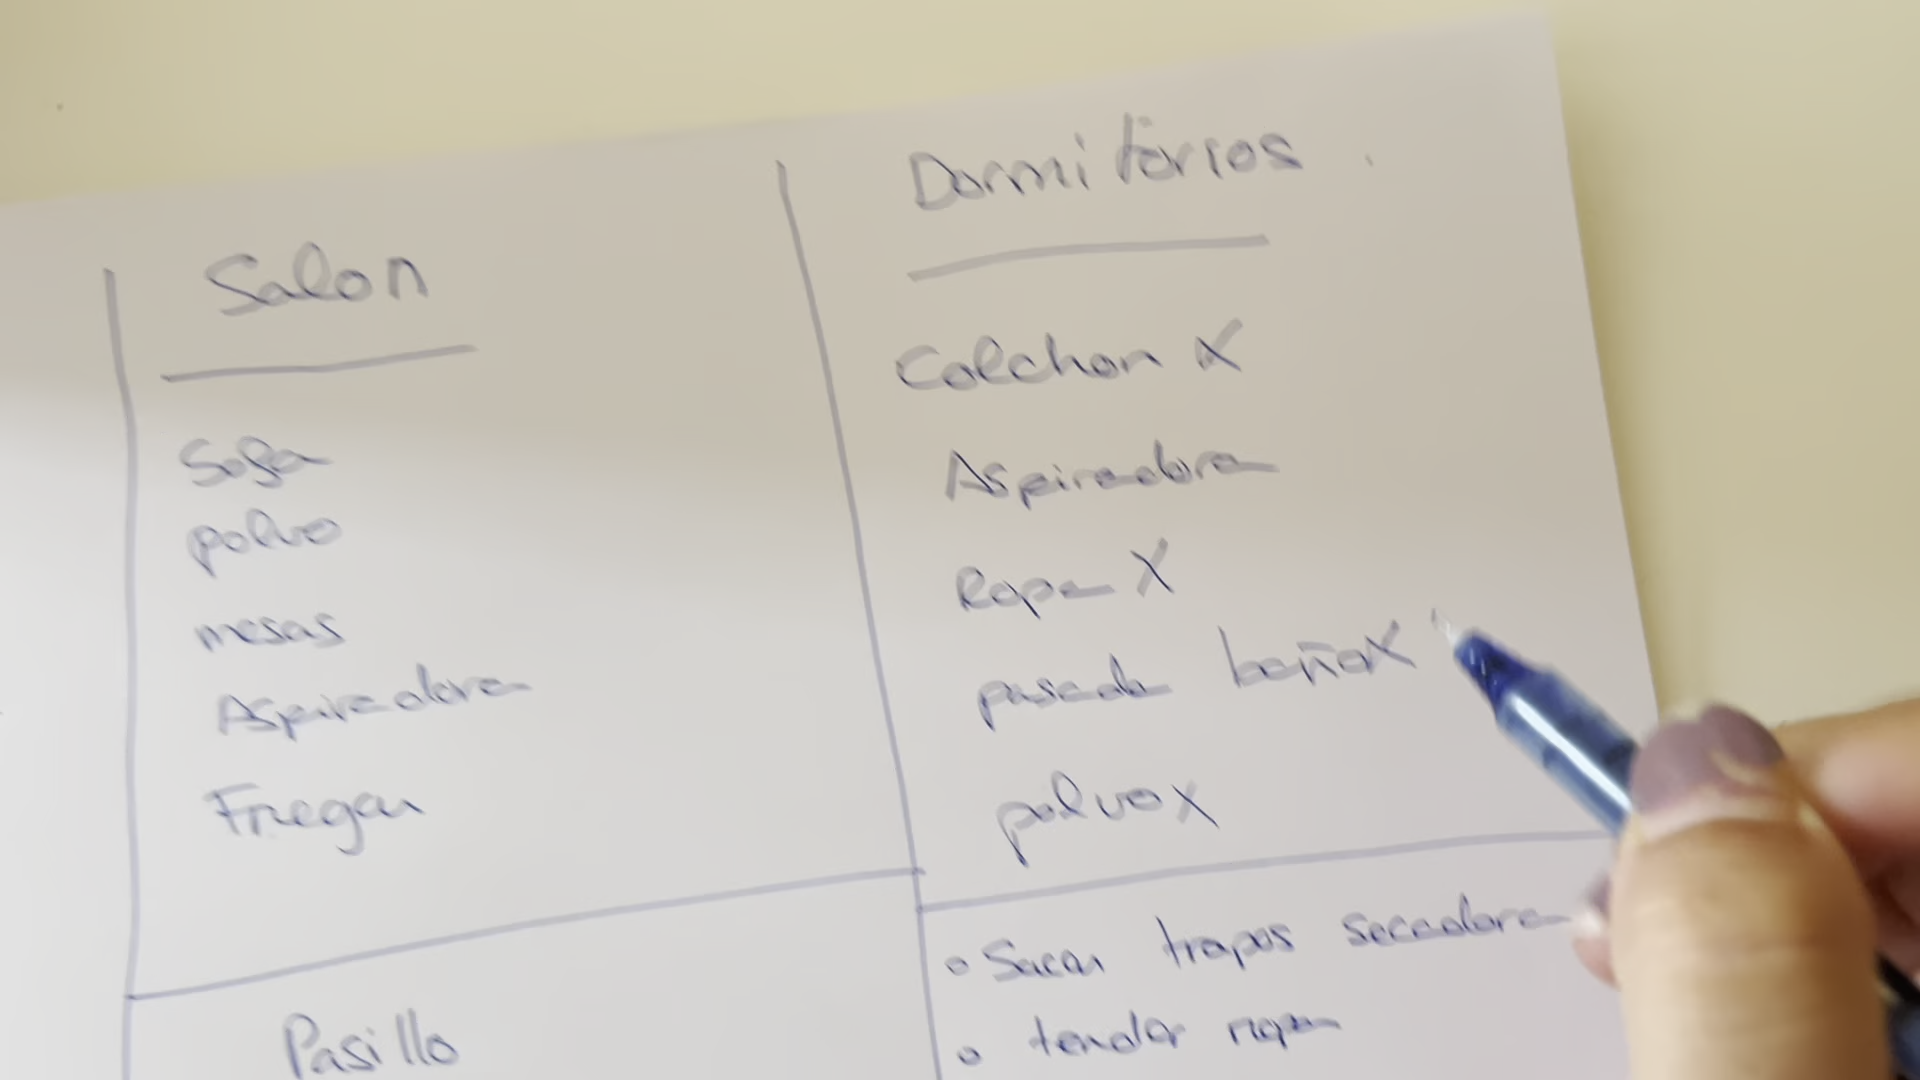 Salon
Sofa
polvo
mesas
Aspiradora
Fregar
Pasillo
Dormitorios
Colchon X
Aspiradora
Ropa X
pasada baño X
polvo X
Sacar trapos secadora
tender ropa